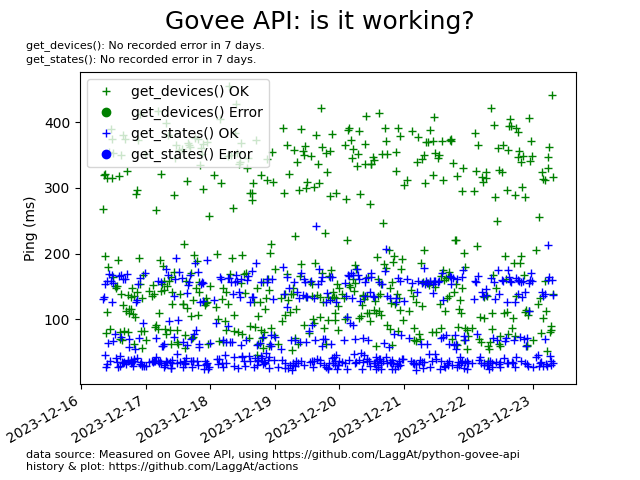 Govee API: is it working?
get_devices(): No recorded error in 7 days.
get_states(): No recorded error in 7 days.
get_devices() OK
get_devices() Error
get_states() OK
get_states() Error
Ping (ms)
400
300
200
100
2023-12-16
2023-12-17
2023-12-18
2023-12-19
2023-12-20
2023-12-21
2023-12-22
2023-12-23
data source: Measured on Govee API, using https://github.com/LaggAt/python-govee-api
history & plot: https://github.com/LaggAt/actions